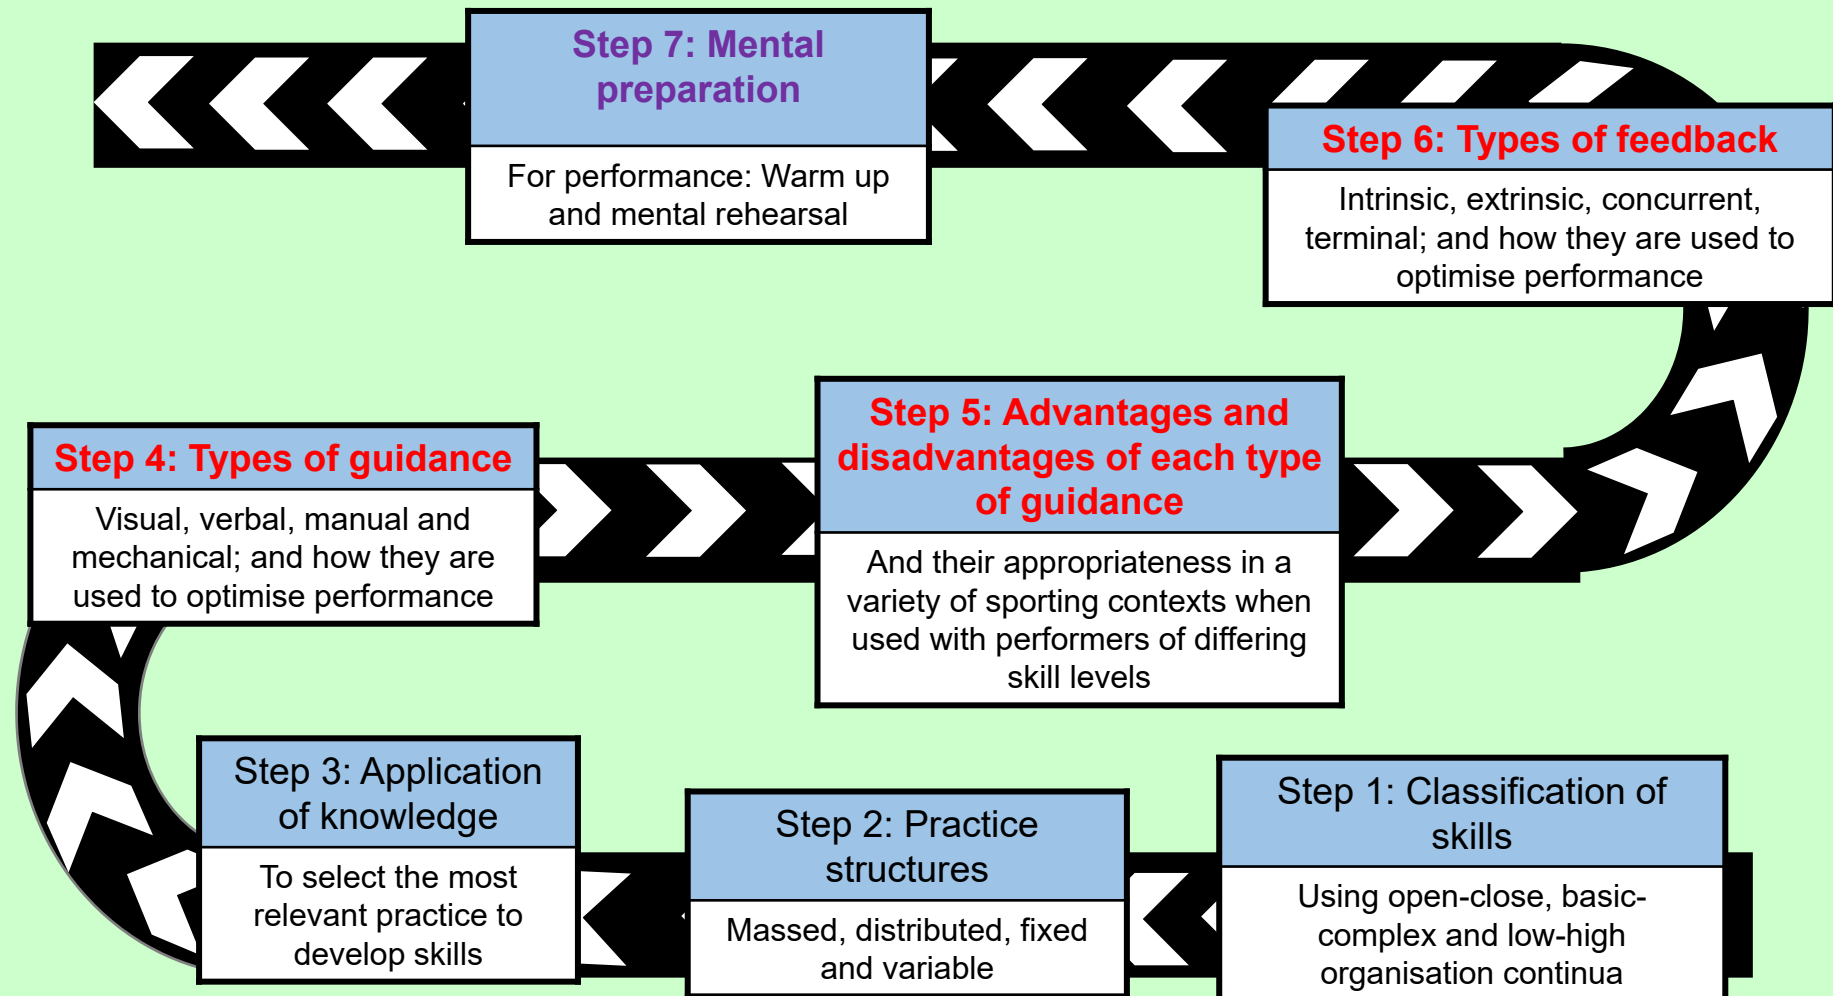 Step 7: Mental
preparation
For performance: Warm up
and mental rehearsal
Step 6: Types of feedback
Intrinsic, extrinsic, concurrent,
terminal; and how they are used to
optimise performance
Step 4: Types of guidance
Visual, verbal, manual and
mechanical; and how they are
used to optimise performance
Step 5: Advantages and
disadvantages of each type
of guidance
And their appropriateness in a
variety of sporting contexts when
used with performers of differing
skill levels
Step 3: Application
of knowledge
To select the most
relevant practice to
develop skills
Step 2: Practice
structures
Massed, distributed, fixed
and variable
Step 1: Classification of
skills
Using open-close, basic-
complex and low-high
organisation continua